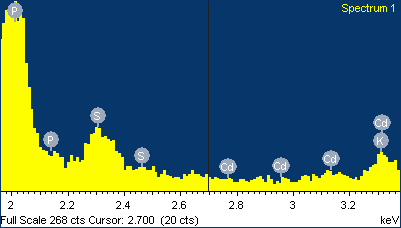 Spectrum 1
P
Cd
S
P
K
S
Cd
Cd
Cd
2 2.2 2.4 2.6 2.8 3 3.2
Full Scale 268 cts Cursor: 2.700 (20 cts) keV